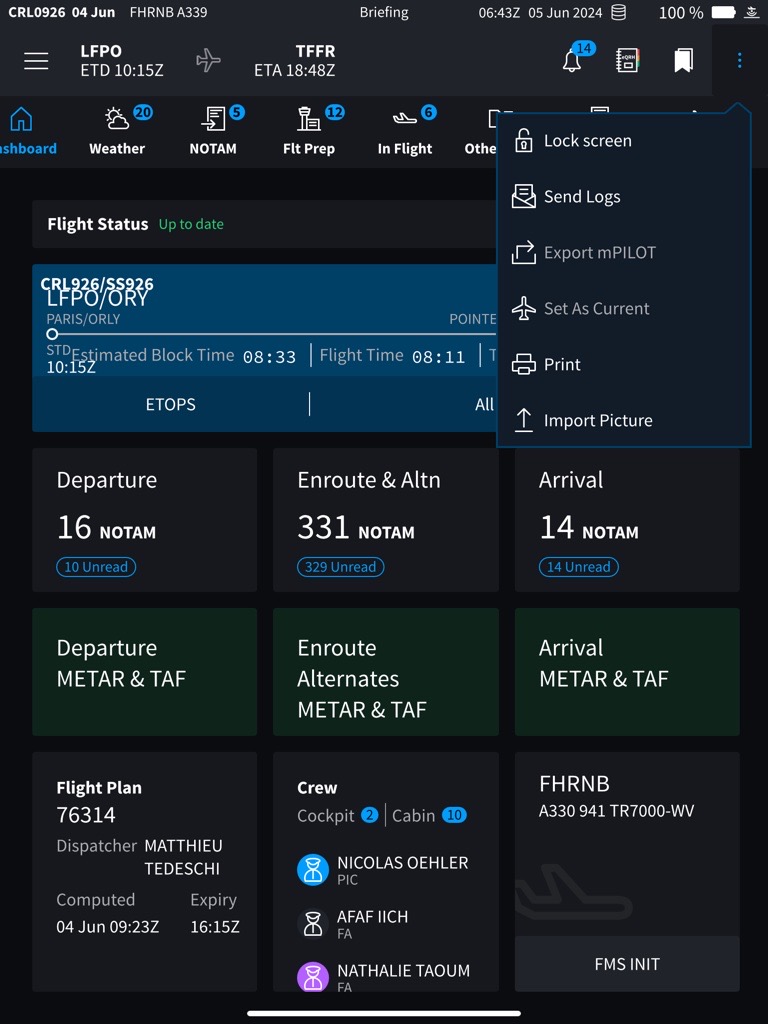 CRL0926 04 Jun FHRNB A339 Briefing 06:43Z 05 Jun 2024 100 %
LFPO TFFR
ETD 10:15Z ETA 18:48Z
14
eQRH
20 5 12 6
ashboard Weather NOTAM Flt Prep In Flight Othe
Lock screen
Send Logs
Export mPILOT
Set As Current
Print
Import Picture
Flight Status Up to date
CRL926/SS926
LFPO/ORY
PARIS/ORLY POINTE
STD Estimated Block Time 08:33 Flight Time 08:11 T
10:15Z
ETOPS All
Departure Enroute & Altn Arrival
16 NOTAM 331 NOTAM 14 NOTAM
10 Unread 329 Unread 14 Unread
Departure Enroute Arrival
METAR & TAF Alternates METAR & TAF
METAR & TAF
Flight Plan
76314
Dispatcher MATTHIEU
TEDESCHI
Computed Expiry
04 Jun 09:23Z 16:15Z
Crew
Cockpit 2 Cabin 10
NICOLAS OEHLER
PIC
AFAF IICH
FA
NATHALIE TAOUM
FA
FHRNB
A330 941 TR7000-WV
FMS INIT